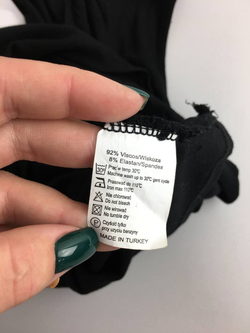 92% Viscos/Wiskoza
8% Elastan/Spandex
Prać w temp 30°C
Machine wash up to 30°C gent cycle
Prasować do 110°C
Iron max 110°C
Nie chlorować
Do not bleach
Nie wirować
No tumble dry
Czyścić tylko
przy użyciu benzyny
MADE IN TURKEY